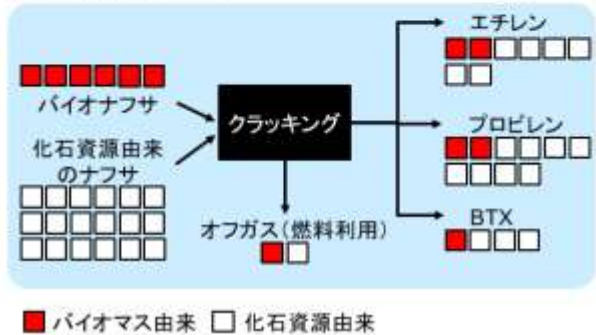 エチレン
バイオナフサ
クラッキング
化石資源由来
のナフサ
プロピレン
オフガス(燃料利用)
BTX
バイオマス由来 化石資源由来